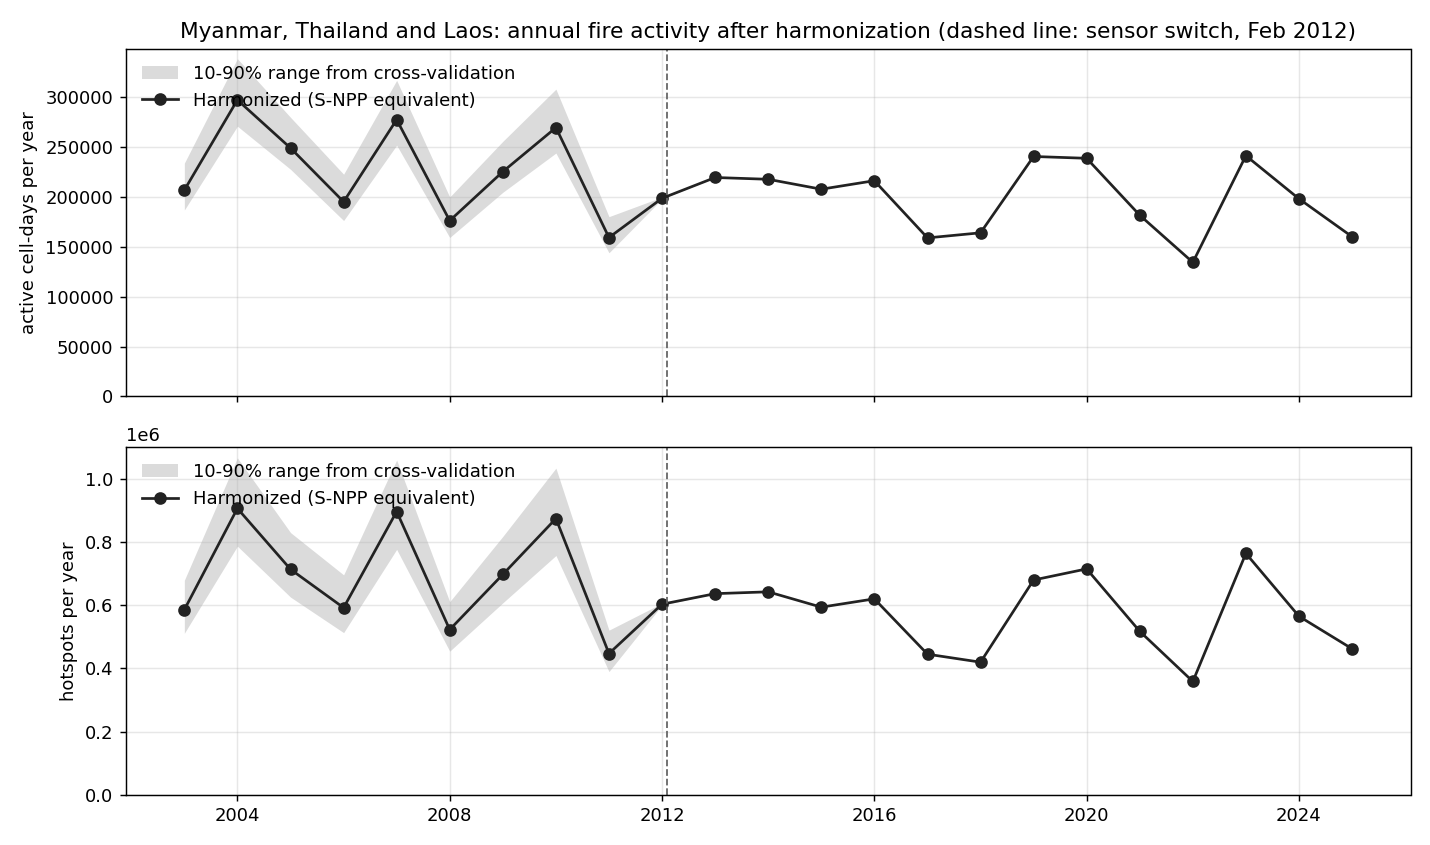 Myanmar, Thailand and Laos: annual fire activity after harmonization (dashed line: sensor switch, Feb 2012)
10-90% range from cross-validation
Harmonized (S-NPP equivalent)
active cell-days per year
300000
250000
200000
150000
100000
50000
0
1e6
10-90% range from cross-validation
Harmonized (S-NPP equivalent)
hotspots per year
1.0
0.8
0.6
0.4
0.2
0.0
2004 2008 2012 2016 2020 2024